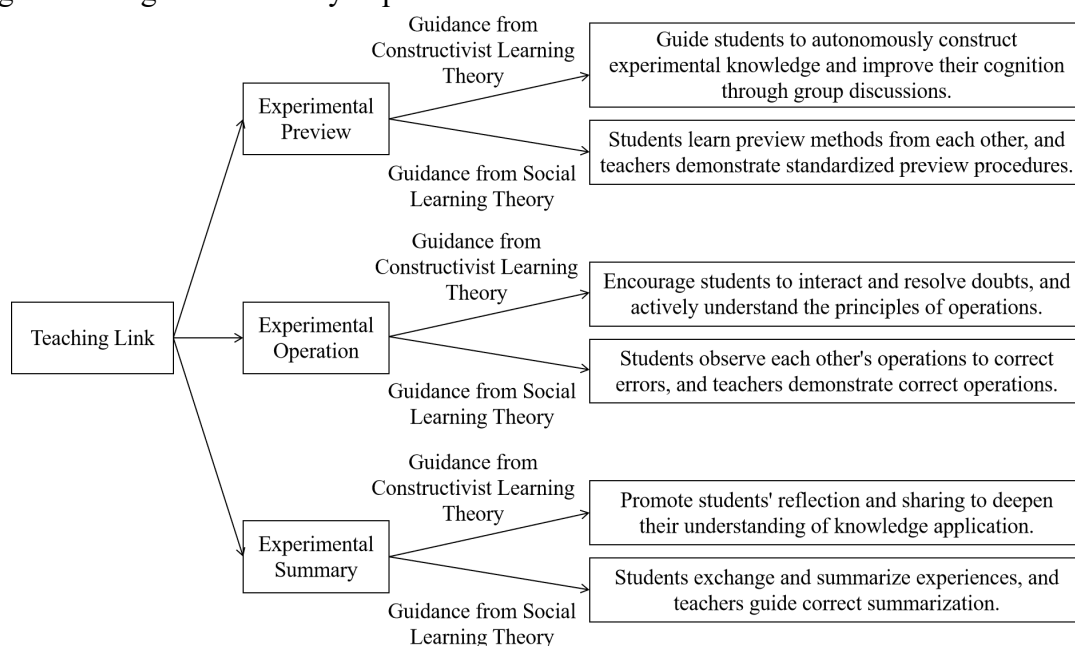 Guidance from
Constructivist Learning
Theory
Guide students to autonomously construct
experimental knowledge and improve their cognition
through group discussions.
Experimental
Preview
Students learn preview methods from each other, and
teachers demonstrate standardized preview procedures.
Guidance from Social
Learning Theory
Guidance from
Constructivist Learning
Theory
Encourage students to interact and resolve doubts, and
actively understand the principles of operations.
Teaching Link
Experimental
Operation
Students observe each other's operations to correct
errors, and teachers demonstrate correct operations.
Guidance from Social
Learning Theory
Guidance from
Constructivist Learning
Theory
Promote students' reflection and sharing to deepen
their understanding of knowledge application.
Experimental
Summary
Students exchange and summarize experiences, and
teachers guide correct summarization.
Guidance from Social
Learning Theory